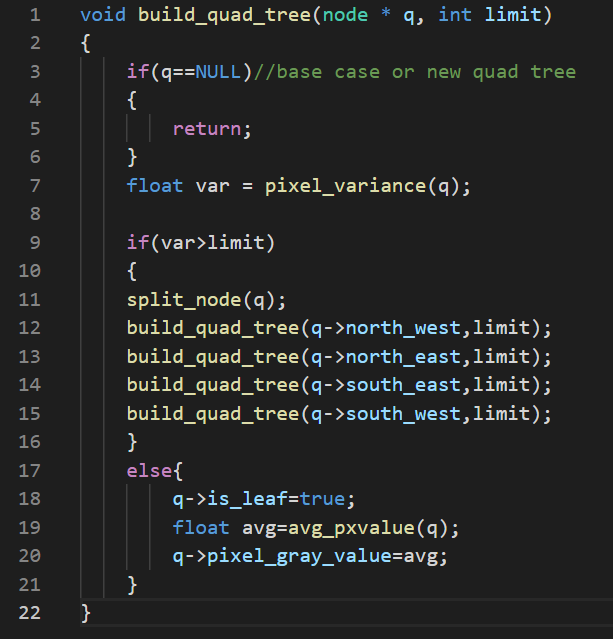 1 void build_quad_tree(node * q, int limit)
2 {
3 if(q==NULL)//base case or new quad tree
4 {
5 return;
6 }
7 float var = pixel_variance(q);
8
9 if(var>limit)
10 {
11 split_node(q);
12 build_quad_tree(q->north_west,limit);
13 build_quad_tree(q->north_east,limit);
14 build_quad_tree(q->south_east,limit);
15 build_quad_tree(q->south_west,limit);
16 }
17 else{
18 q->is_leaf=true;
19 float avg=avg_pxvalue(q);
20 q->pixel_gray_value=avg;
21 }
22 }